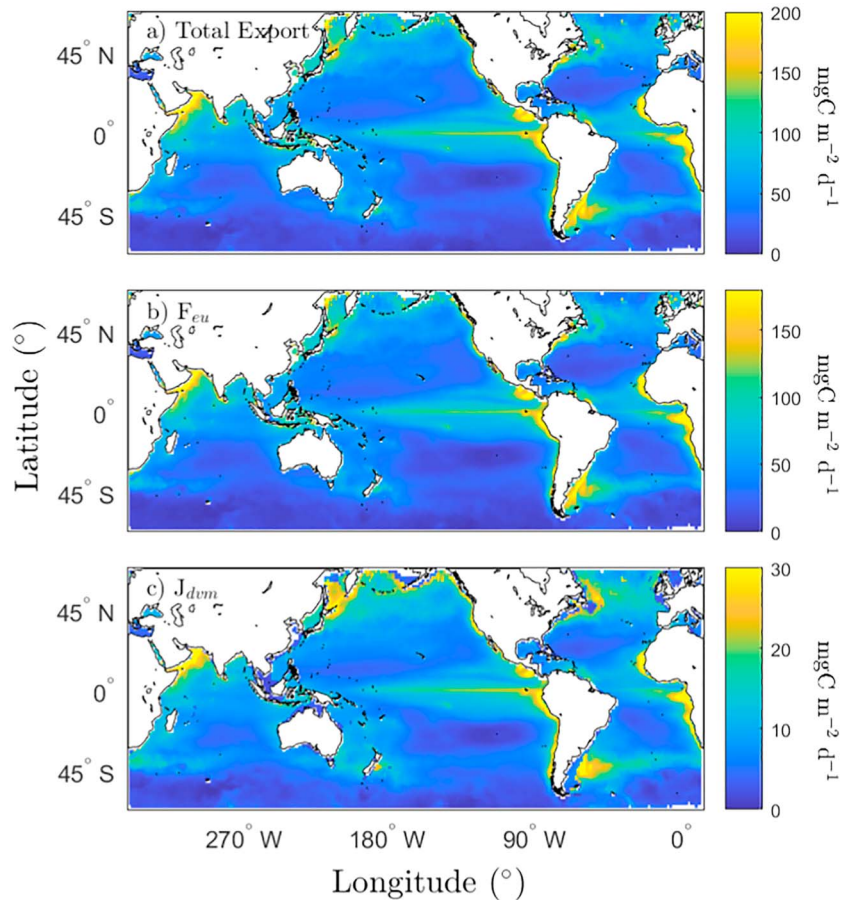 a) Total Export
45° N
0°
45° S
200
150
100
50
0
mgC m⁻² d⁻¹
b) F_eu
45° N
0°
45° S
150
100
50
0
mgC m⁻² d⁻¹
c) J_dvm
45° N
0°
45° S
30
20
10
0
mgC m⁻² d⁻¹
Latitude (°)
270° W 180° W 90° W 0°
Longitude (°)